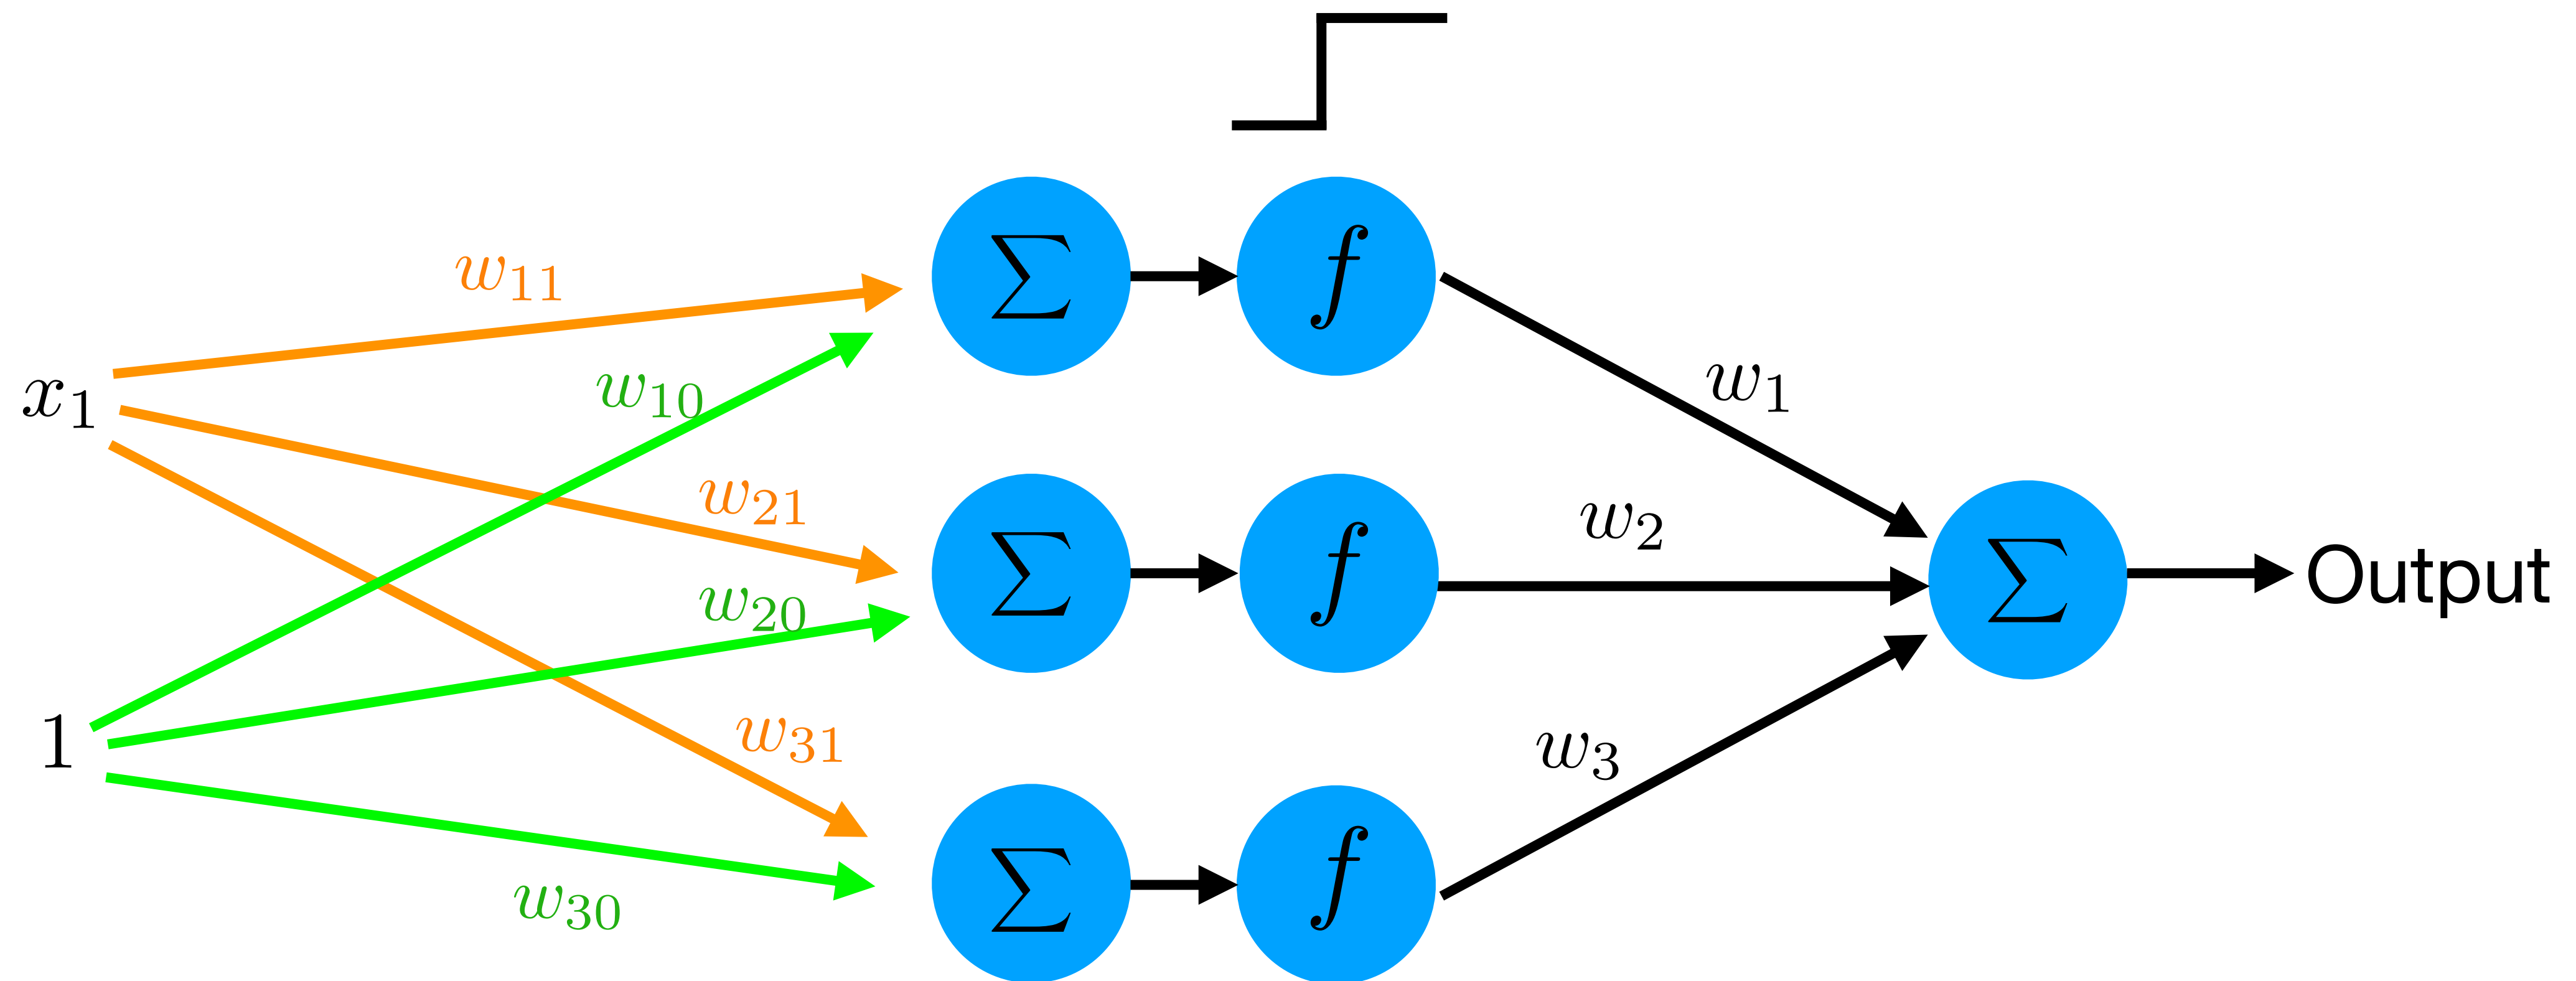 w₁₁
x₁
w₁₀
w₂₁
w₂₀
1
w₃₁
w₃₀
Σ
f
Σ
f
Σ
f
w₁
w₂
w₃
Σ
Output